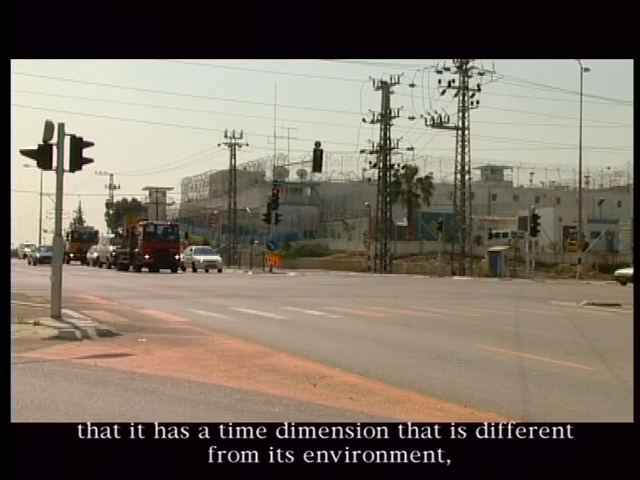 that it has a time dimension that is different
from its environment,